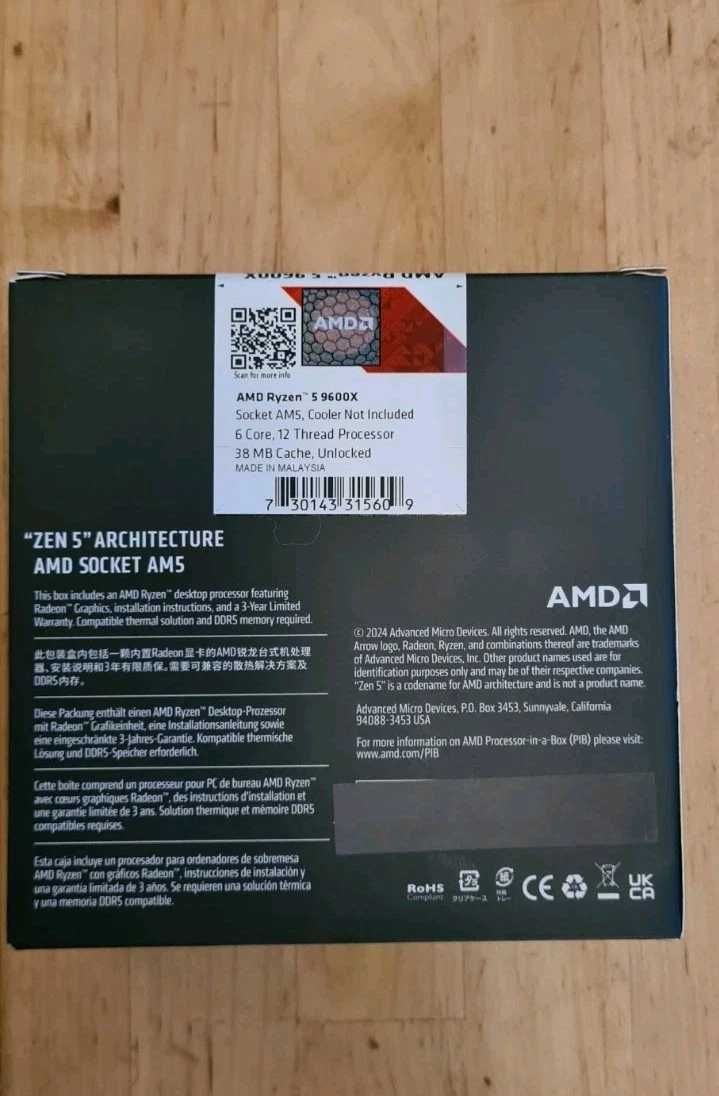 AMD Ryzen™ 5 9600X
AMD
Scan for more info
AMD Ryzen™ 5 9600X
Socket AM5, Cooler Not Included
6 Core, 12 Thread Processor
38 MB Cache, Unlocked
MADE IN MALAYSIA
7 30143 31560 9
“ZEN 5” ARCHITECTURE
AMD SOCKET AM5
This box includes an AMD Ryzen™ desktop processor featuring
Radeon™ Graphics, installation instructions, and a 3-Year Limited
Warranty. Compatible thermal solution and DDR5 memory required.
此包装盒内包括一颗内置Radeon显卡的AMD锐龙台式机处理
器、安装说明和3年有限质保。需要可兼容的散热解决方案及
DDR5内存。
Diese Packung enthält einen AMD Ryzen™ Desktop-Prozessor
mit Radeon™ Grafikeinheit, eine Installationsanleitung sowie
eine eingeschränkte 3-Jahres-Garantie. Kompatible thermische
Lösung und DDR5-Speicher erforderlich.
Cette boîte comprend un processeur pour PC de bureau AMD Ryzen™
avec cœurs graphiques Radeon™, des instructions d'installation et
une garantie limitée de 3 ans. Solution thermique et mémoire DDR5
compatibles requises.
Esta caja incluye un procesador para ordenadores de sobremesa
AMD Ryzen™ con gráficos Radeon™, instrucciones de instalación y
una garantía limitada de 3 años. Se requieren una solución térmica
y una memoria DDR5 compatible.
AMD
© 2024 Advanced Micro Devices. All rights reserved. AMD, the AMD
Arrow logo, Radeon, Ryzen, and combinations thereof are trademarks
of Advanced Micro Devices, Inc. Other product names used are for
identification purposes only and may be of their respective companies.
“Zen 5” is a codename for AMD architecture and is not a product name.
Advanced Micro Devices, P.O. Box 3453, Sunnyvale, California
94088-3453 USA
For more information on AMD Processor-in-a-Box (PIB) please visit:
www.amd.com/PIB
RoHS
Compliant
クリアケース
トレー
CE
UK
CA